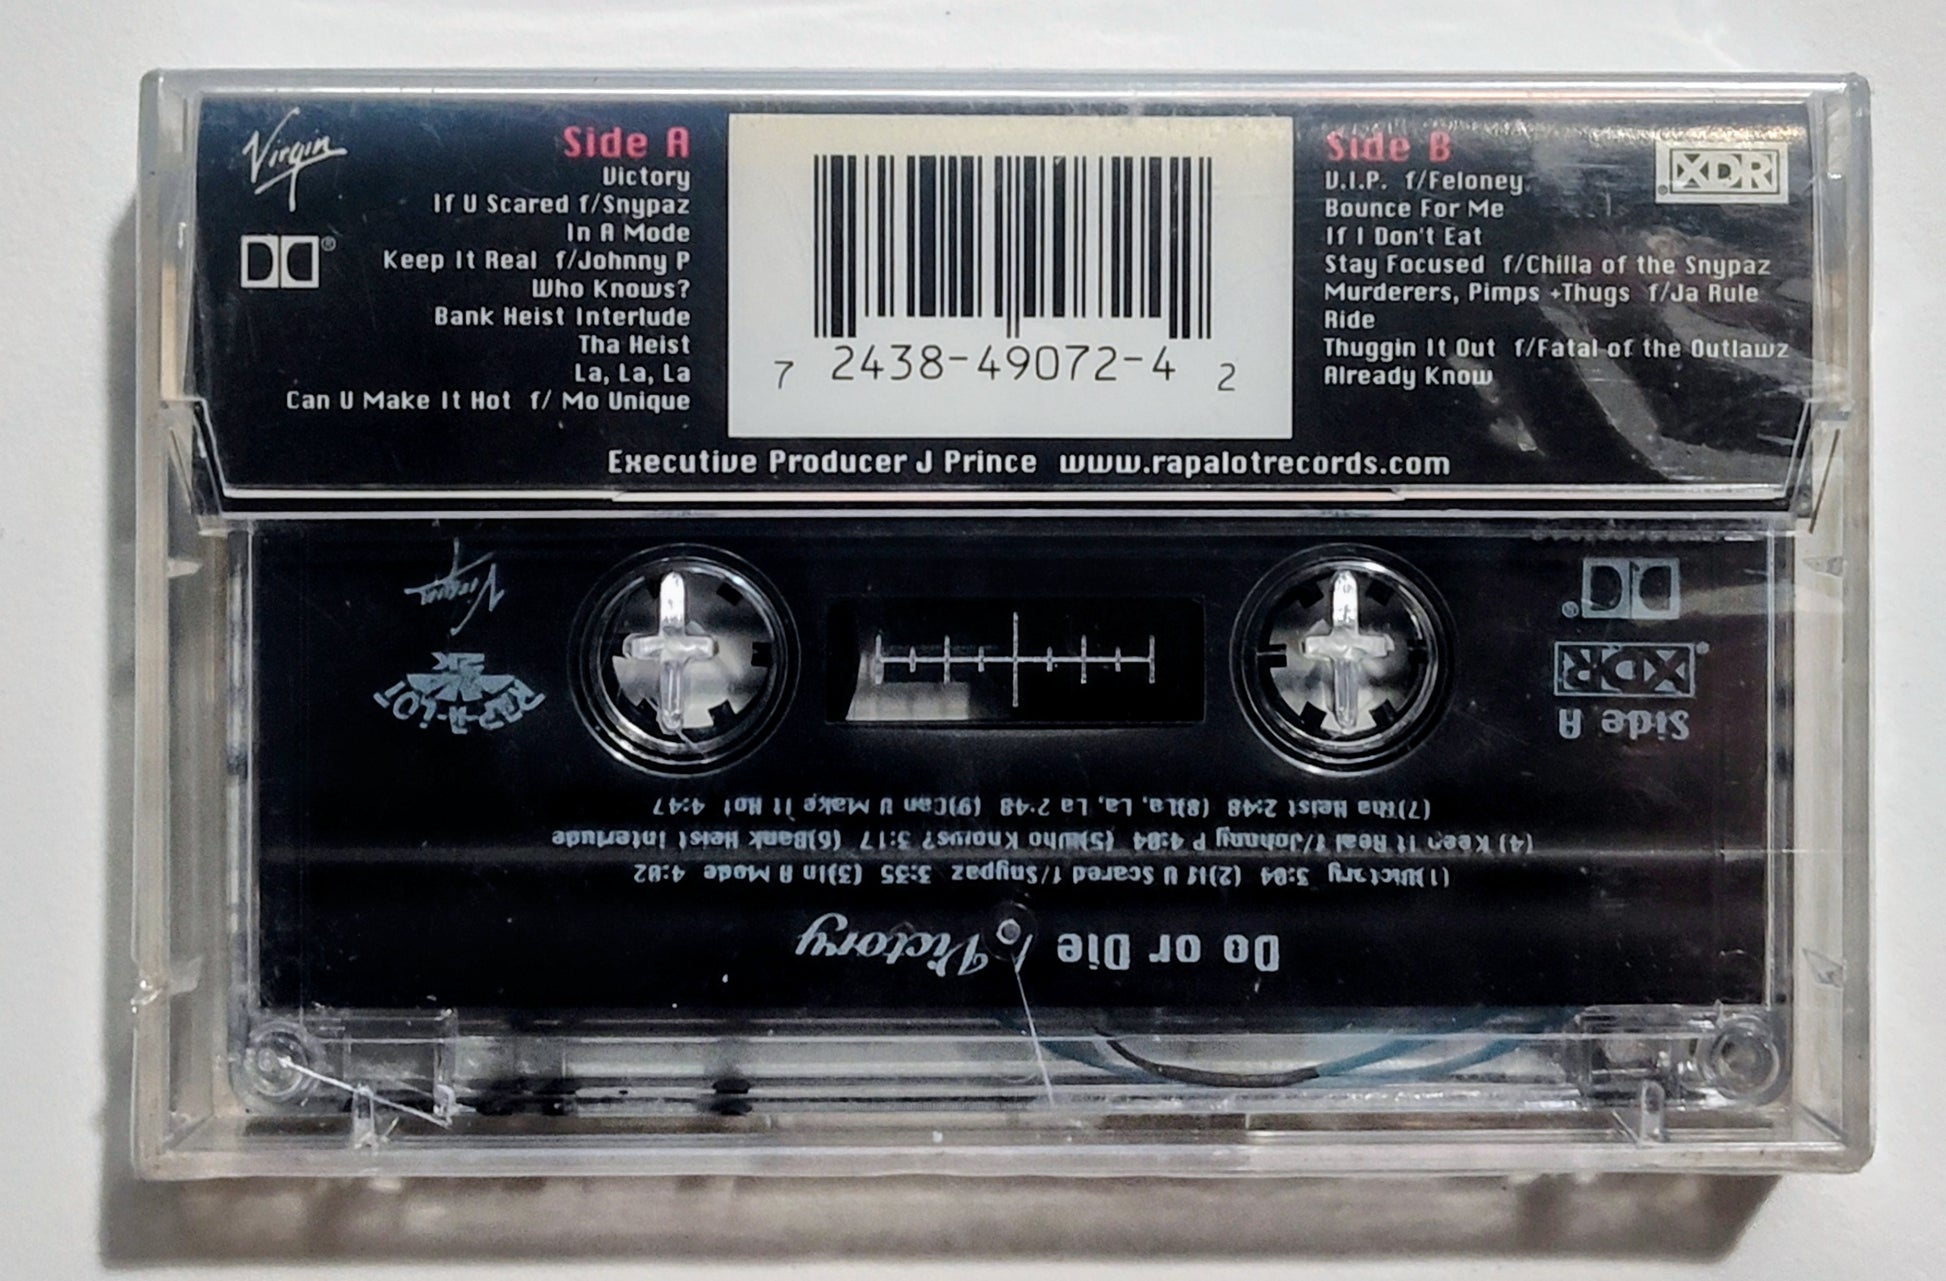 Virgin
Side A
Victory
If U Scared f/Snypaz
In A Mode
Keep It Real f/Johnny P
Who Knows?
Bank Heist Interlude
Tha Heist
La, La, La
Can U Make It Hot f/ Mo Unique
7 2438-49072-4 2
Side B
V.I.P. f/Feloney
Bounce For Me
If I Don't Eat
Stay Focused f/Chilla of the Snypaz
Murderers, Pimps +Thugs f/Ja Rule
Ride
Thuggin It Out f/Fatal of the Outlawz
Already Know
XDR
Executive Producer J Prince www.rapalotrecords.com
Do or Die / Victory
(1)Victory 3:04 (2)If U Scared f/Snypaz 3:35 (3)In A Mode 4:02
(4) Keep It Real f/Johnny P 4:04 (5)Who Knows? 3:17 (6)Bank Heist Interlude
(7)Tha Heist 2:48 (8)La, La, La 2:48 (9)Can U Make It Hot 4:47
Side A
XDR
RAP-A-LOT
2K
Virgin